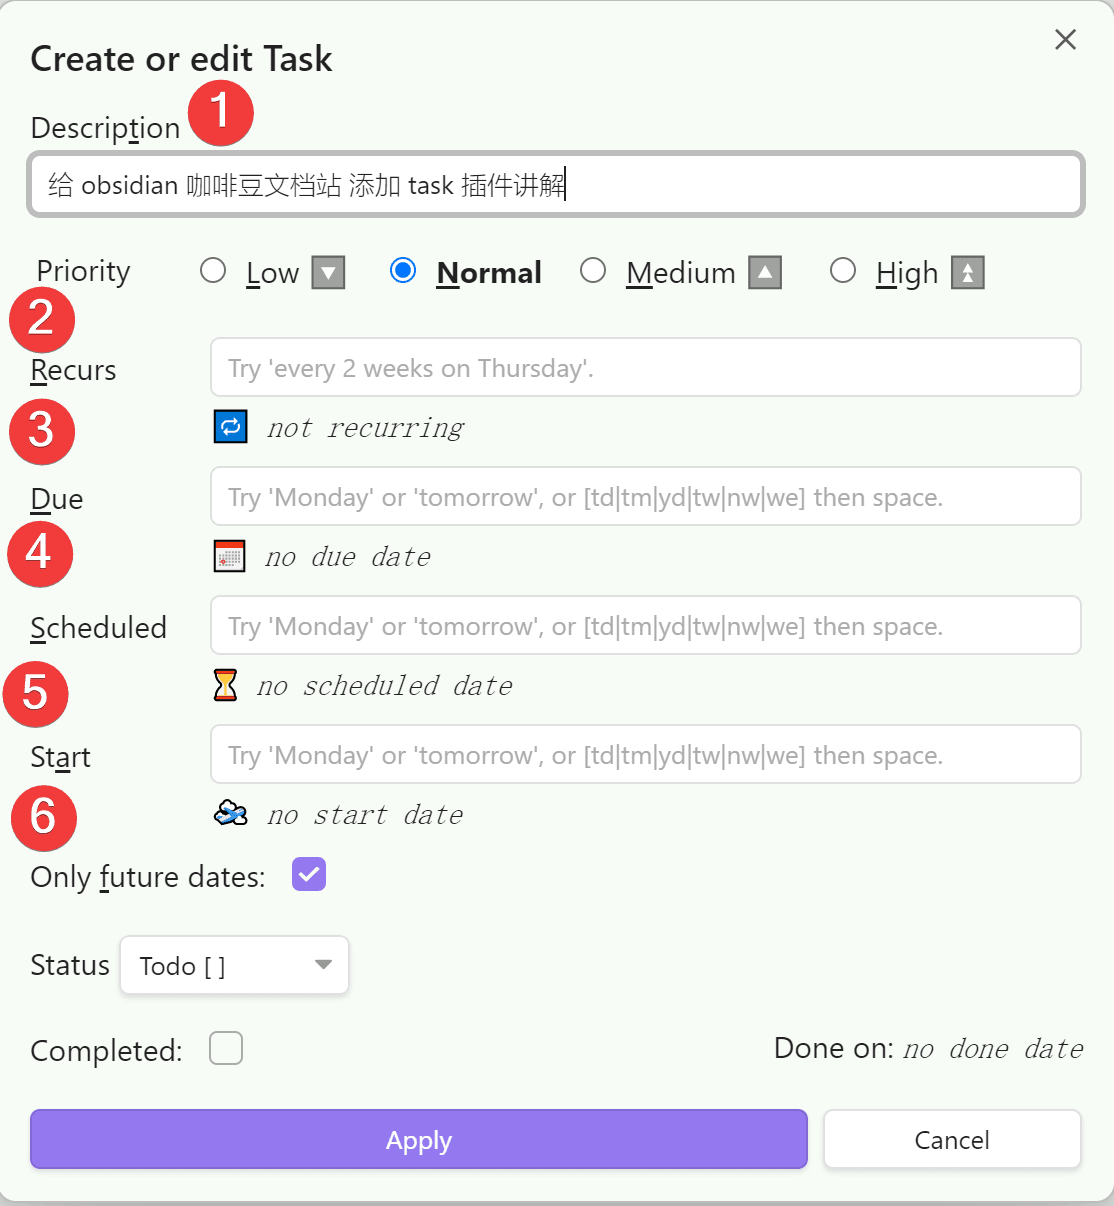 Create or edit Task
Description 1
给 obsidian 咖啡豆文档站 添加 task 插件讲解
Priority Low Normal Medium High
2
Recurs Try 'every 2 weeks on Thursday'.
not recurring
3
Due Try 'Monday' or 'tomorrow', or [td|tm|yd|tw|nw|we] then space.
no due date
4
Scheduled Try 'Monday' or 'tomorrow', or [td|tm|yd|tw|nw|we] then space.
no scheduled date
5
Start Try 'Monday' or 'tomorrow', or [td|tm|yd|tw|nw|we] then space.
no start date
6
Only future dates:
Status Todo [ ]
Completed: Done on: no done date
Apply Cancel